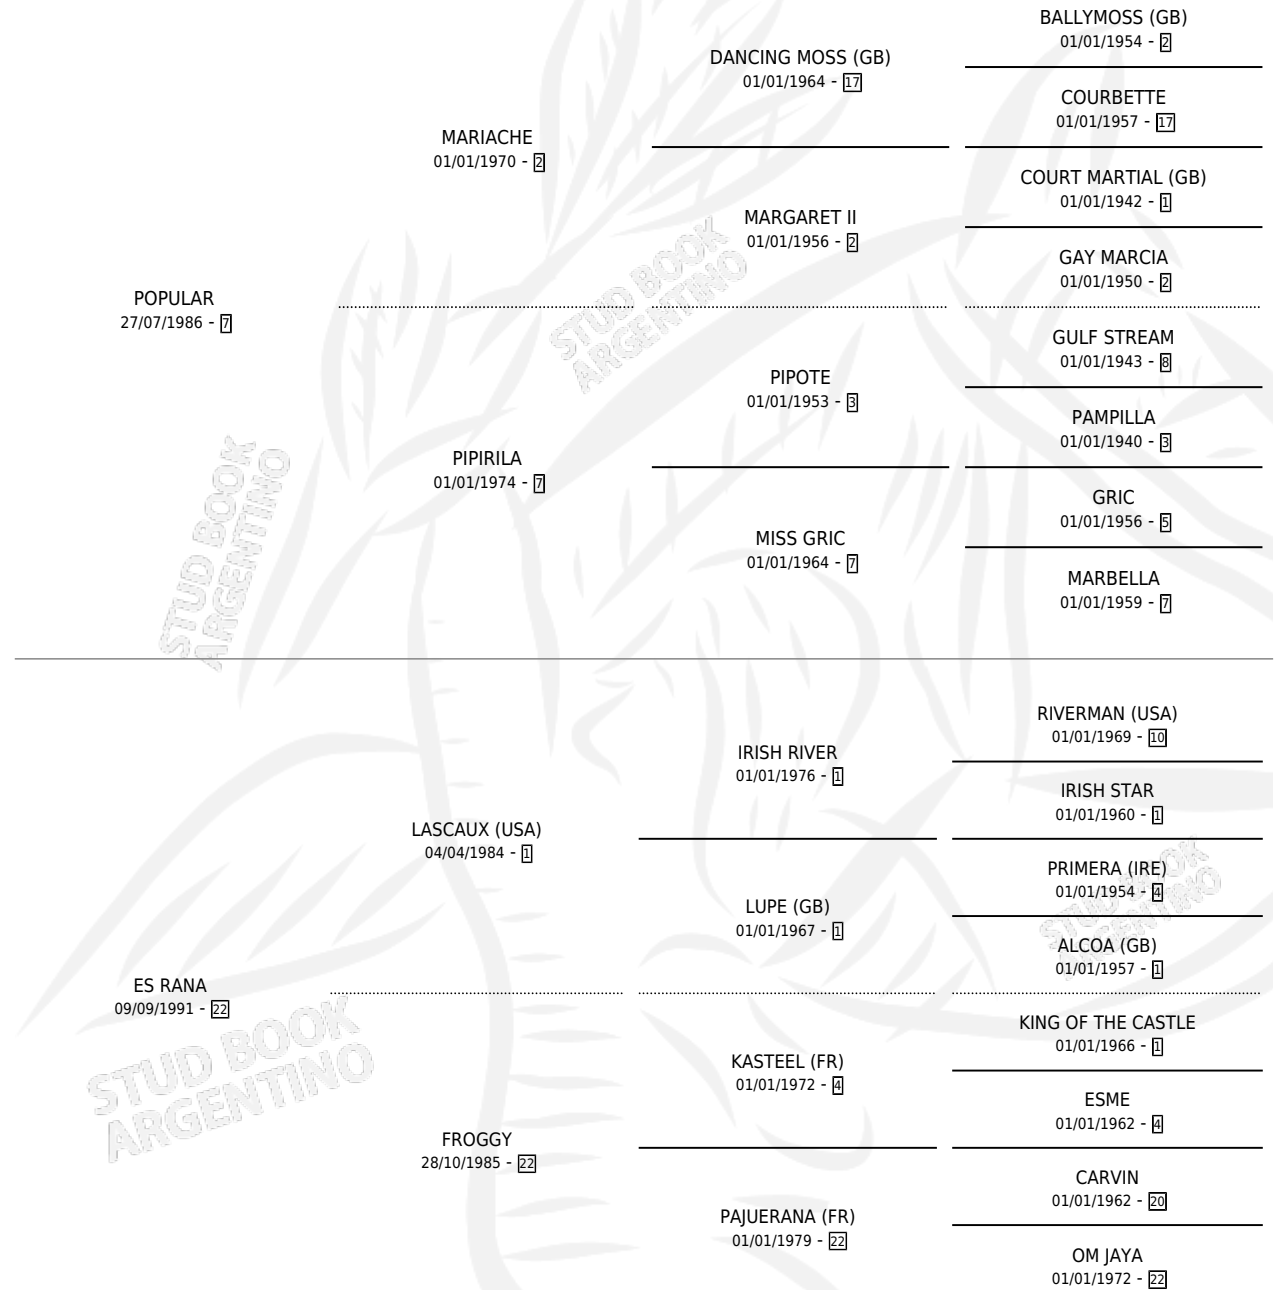 BALLYMOSS (GB)
01/01/1954 - 2
DANCING MOSS (GB)
01/01/1964 - 17
COURBETTE
01/01/1957 - 17
MARIACHE
01/01/1970 - 2
COURT MARTIAL (GB)
01/01/1942 - 1
MARGARET II
01/01/1956 - 2
GAY MARCIA
01/01/1950 - 2
POPULAR
27/07/1986 - 7
GULF STREAM
01/01/1943 - 8
PIPOTE
01/01/1953 - 3
PAMPILLA
01/01/1940 - 3
PIPIRILA
01/01/1974 - 7
GRIC
01/01/1956 - 5
MISS GRIC
01/01/1964 - 7
MARBELLA
01/01/1959 - 7
RIVERMAN (USA)
01/01/1969 - 10
IRISH RIVER
01/01/1976 - 1
IRISH STAR
01/01/1960 - 1
LASCAUX (USA)
04/04/1984 - 1
PRIMERA (IRE)
01/01/1954 - 4
LUPE (GB)
01/01/1967 - 1
ALCOA (GB)
01/01/1957 - 1
ES RANA
09/09/1991 - 22
KING OF THE CASTLE
01/01/1966 - 1
KASTEEL (FR)
01/01/1972 - 4
ESME
01/01/1962 - 4
FROGGY
28/10/1985 - 22
CARVIN
01/01/1962 - 20
PAJUERANA (FR)
01/01/1979 - 22
OM JAYA
01/01/1972 - 22
STUD BOOK
ARGENTINO
STUD BOOK
ARGENTINO
STUD BOOK
ARGENTINO
STUD BOOK
ARGENTINO